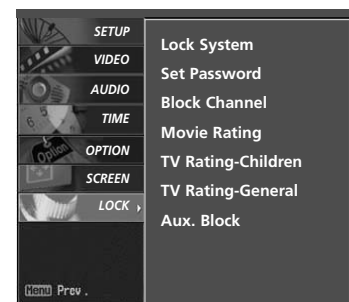 SETUP
VIDEO
AUDIO
TIME
OPTION
SCREEN
LOCK
Menu Prev.
Lock System
Set Password
Block Channel
Movie Rating
TV Rating-Children
TV Rating-General
Aux. Block